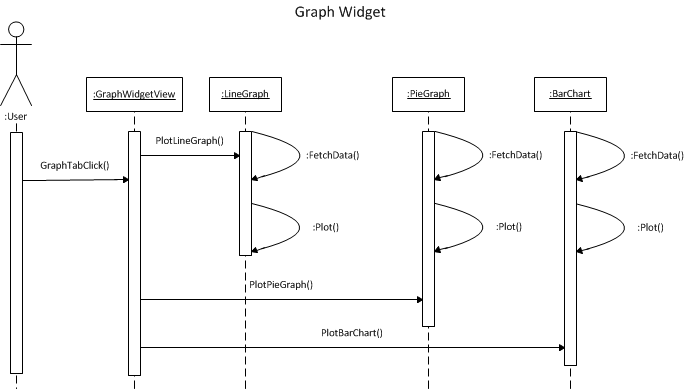 Graph Widget
:User
:GraphWidgetView
:LineGraph
:PieGraph
:BarChart
PlotLineGraph()
:FetchData()
:FetchData()
:FetchData()
GraphTabClick()
:Plot()
:Plot()
:Plot()
PlotPieGraph()
PlotBarChart()